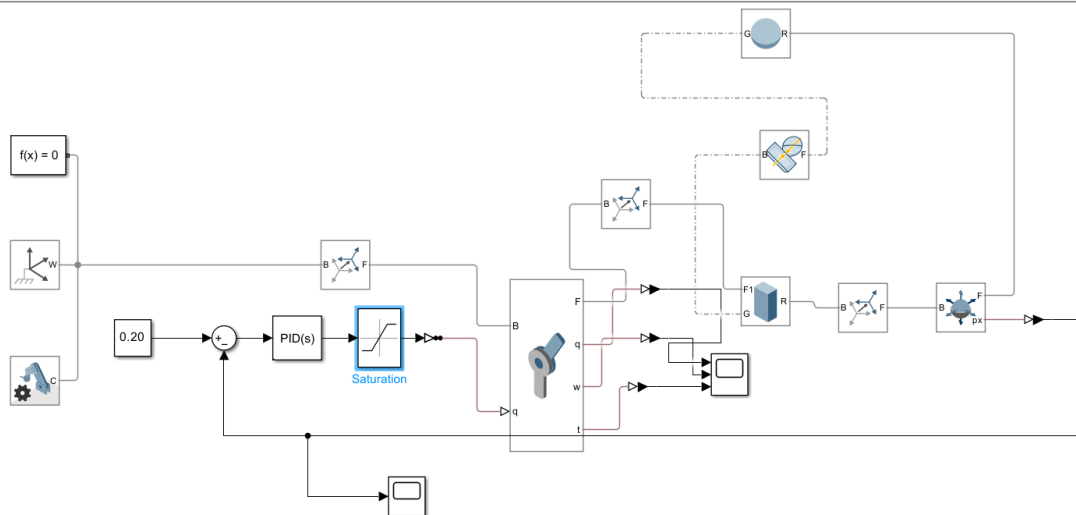 G R
f(x) = 0
B F
B F
W
B F
F1
G
R
B F
B
F
px
0.20
+
−
PID(s)
Saturation
B
F
q
w
t
q
C